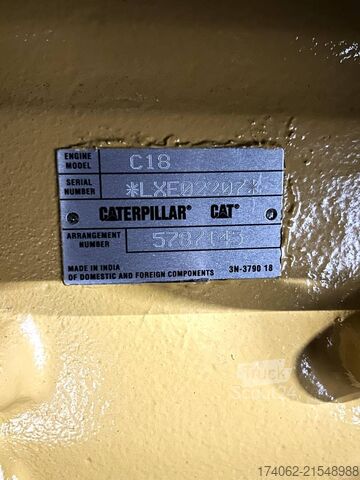 ENGINE MODEL C18
SERIAL NUMBER *LXE02207*
CATERPILLAR® CAT®
ARRANGEMENT NUMBER
MADE IN INDIA
OF DOMESTIC AND FOREIGN COMPONENTS 3N-3790 18
174062-21548988